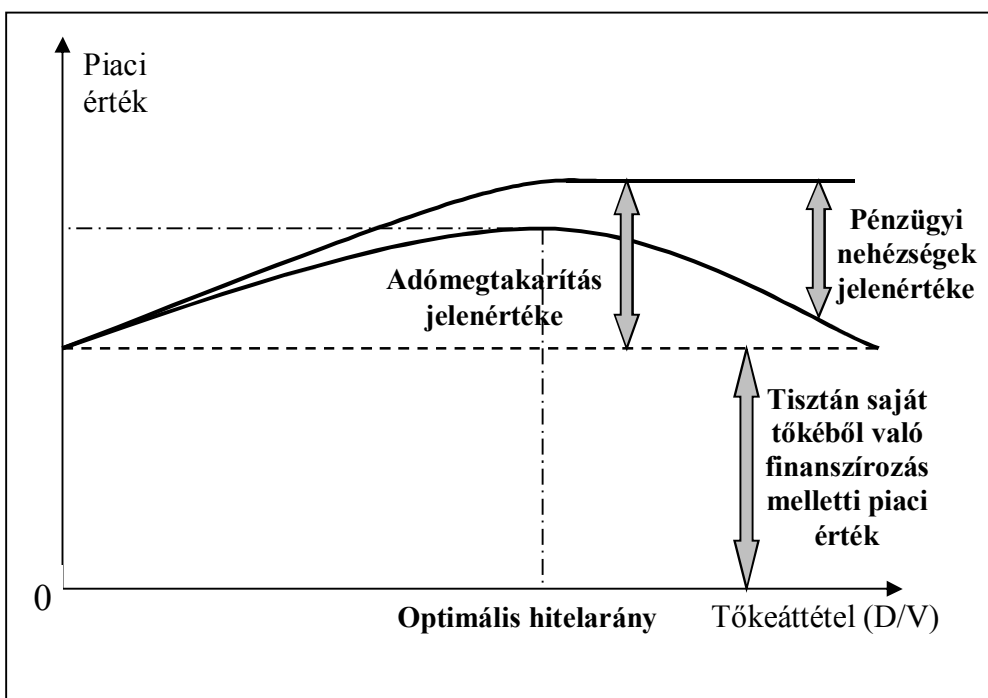 Piaci
érték
Adómegtakarítás
jelenértéke
Pénzügyi
nehézségek
jelenértéke
Tisztán saját
tőkéből való
finanszírozás
melletti piaci
érték
0
Optimális hitelarány
Tőkeáttétel (D/V)